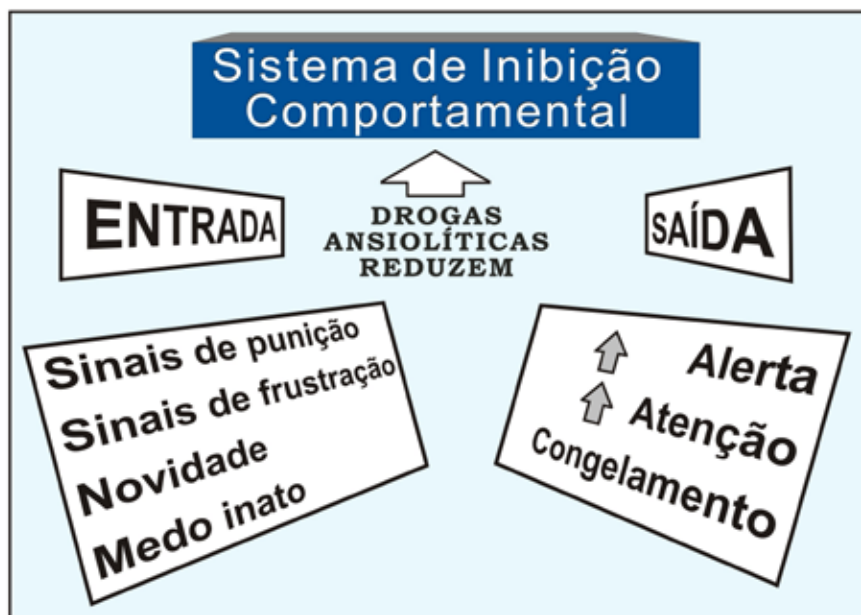 Sistema de Inibição
Comportamental
ENTRADA
DROGAS
ANSIOLÍTICAS
REDUZEM
SAÍDA
Sinais de punição
Sinais de frustração
Novidade
Medo inato
Alerta
Atenção
Congelamento